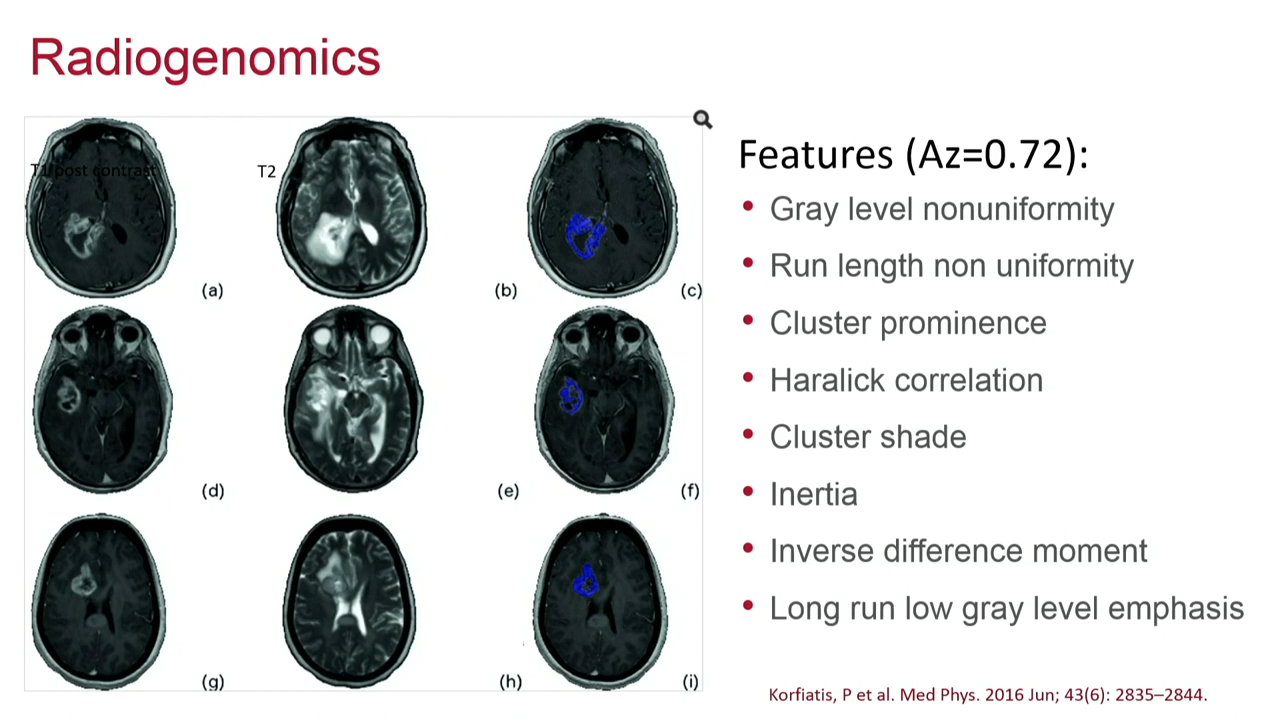 Radiogenomics
T1 post contrast
T2
(a)
(b)
(c)
(d)
(e)
(f)
(g)
(h)
(i)
Features (Az=0.72):
• Gray level nonuniformity
• Run length non uniformity
• Cluster prominence
• Haralick correlation
• Cluster shade
• Inertia
• Inverse difference moment
• Long run low gray level emphasis
Korfiatis, P et al. Med Phys. 2016 Jun; 43(6): 2835–2844.